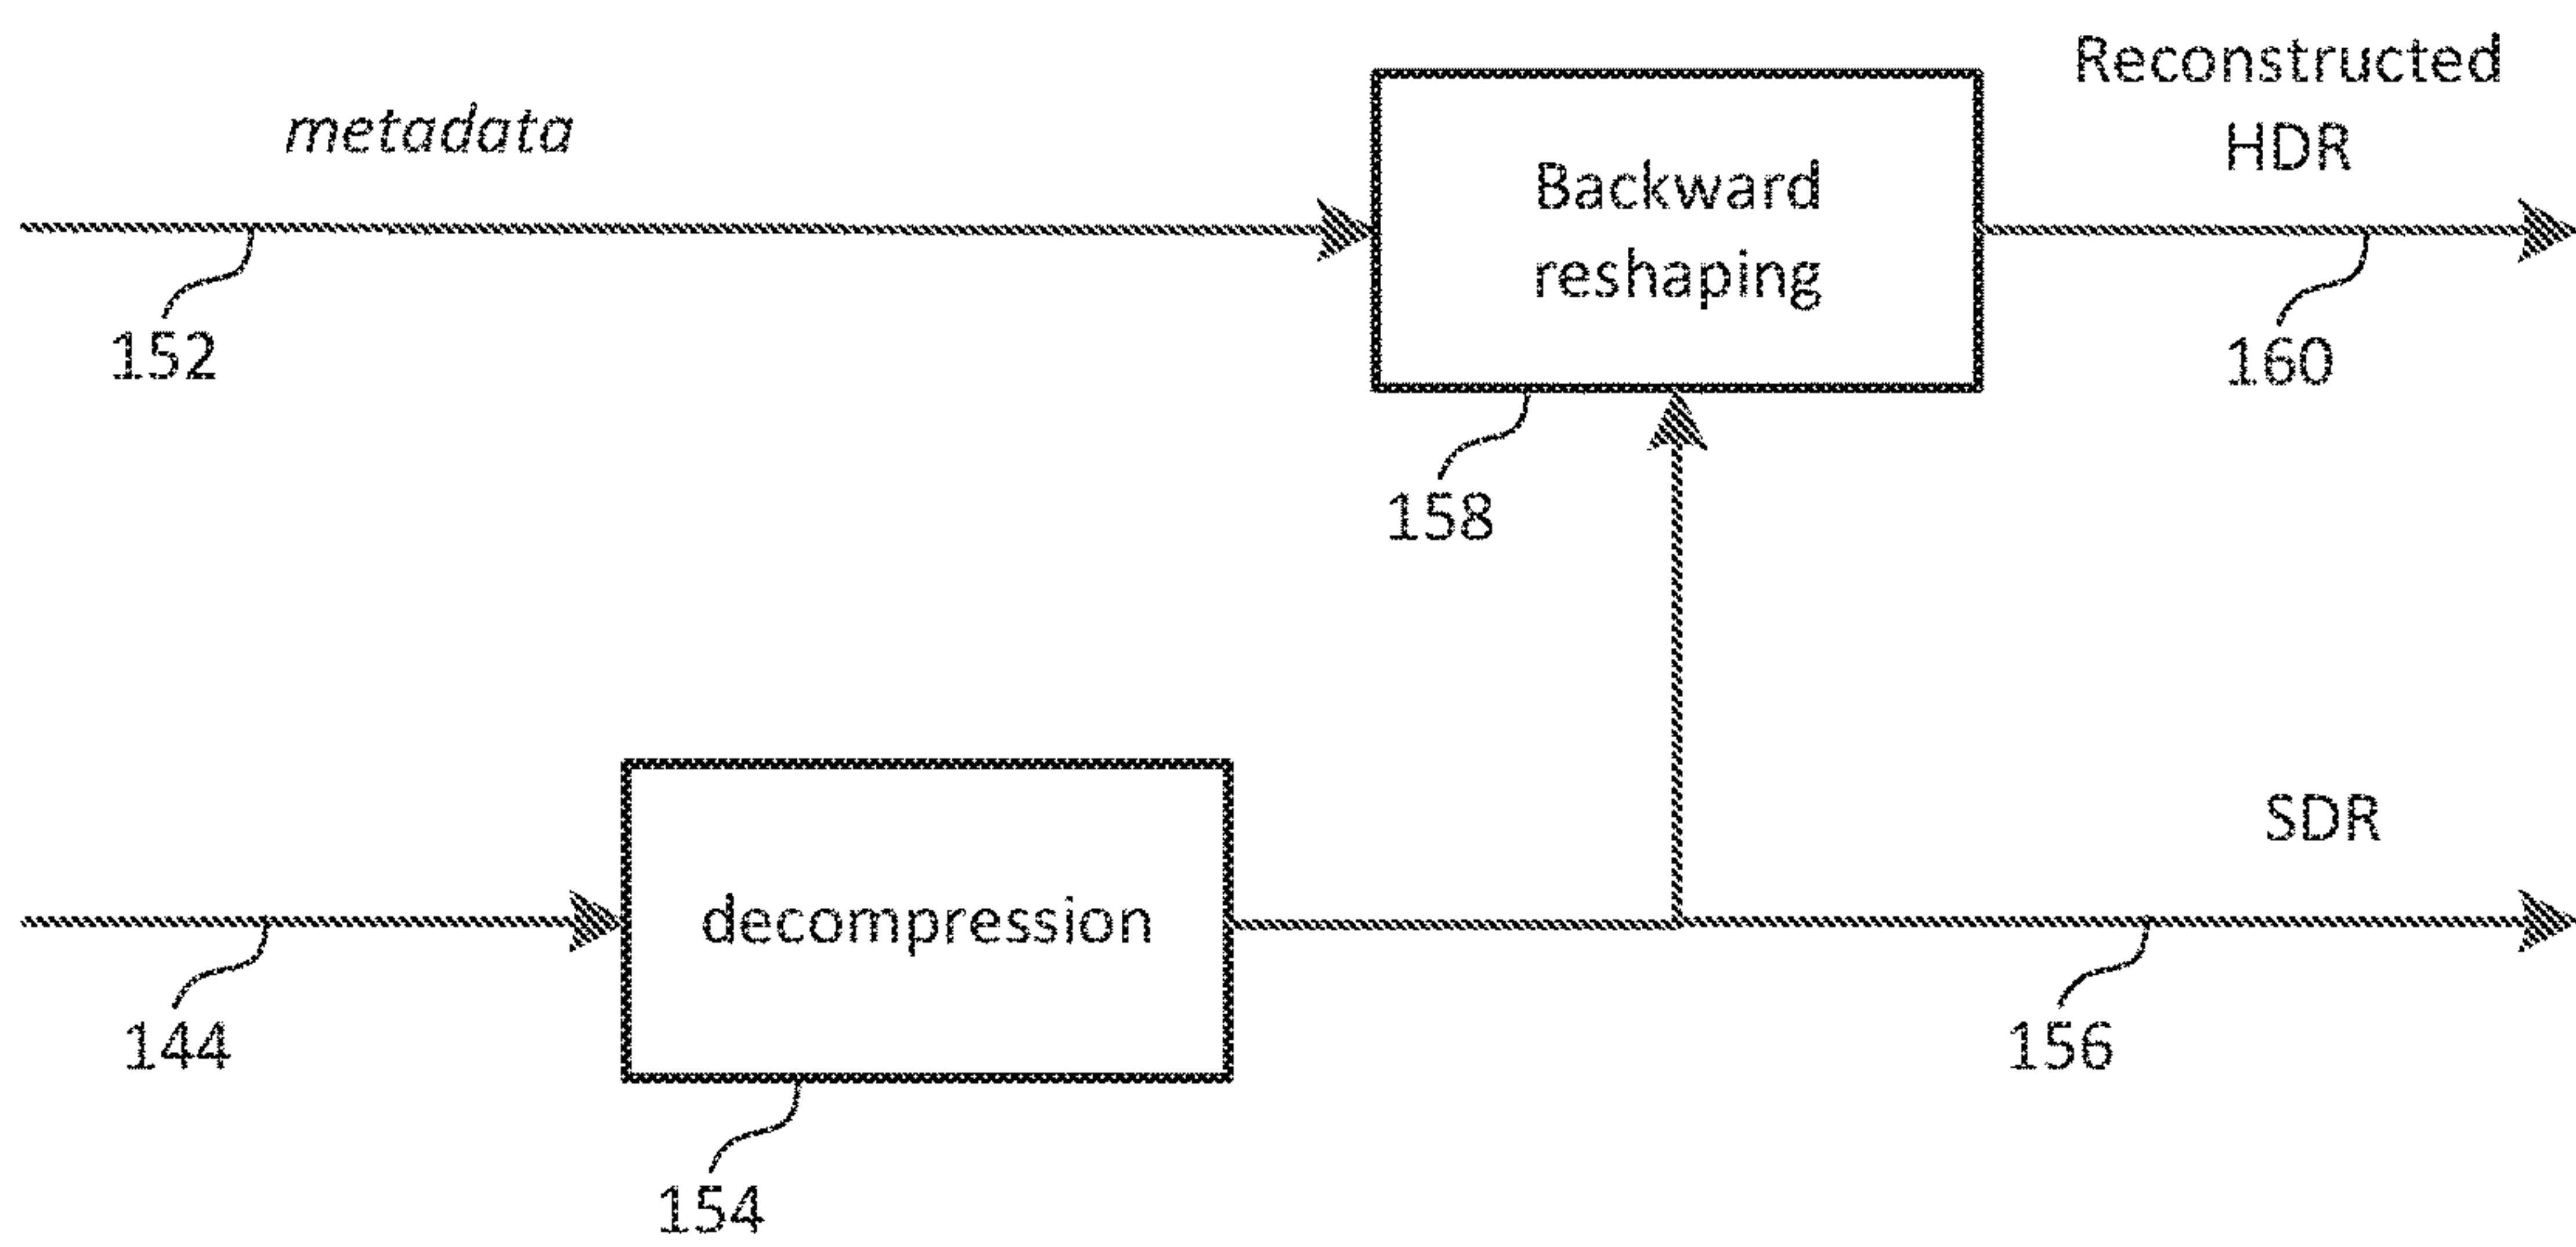 Reconstructed
HDR
metadata
Backward
reshaping
152
160
158
SDR
decompression
144
156
154